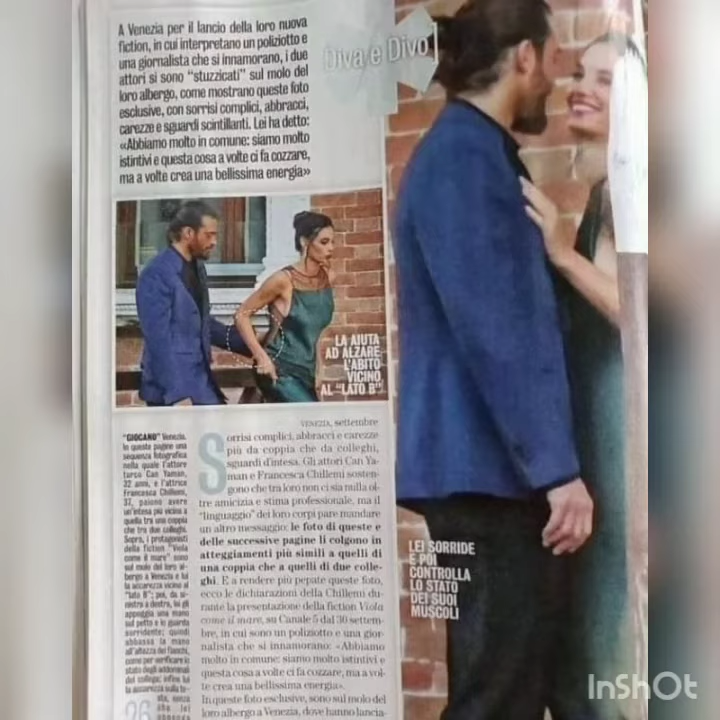 A Venezia per il lancio della loro nuova
fiction, in cui interpretano un poliziotto e
una giornalista che si innamorano, i due
attori si sono "stuzzicati" sul molo del
loro albergo, come mostrano queste foto
esclusive, con sorrisi complici, abbracci,
carezze e sguardi scintillanti. Lei ha detto:
«Abbiamo molto in comune: siamo molto
istintivi e questa cosa a volte ci fa cozzare,
ma a volte crea una bellissima energia»
Diva e Divo
LA AIUTA
AD ALZARE
L'ABITO
VICINO
AL "LATO B"
"GIOCANO" Venezia.
In queste pagine una
sequenza fotografica
nella quale l'attore
turco Can Yaman,
32 anni, e l'attrice
Francesca Chillemi,
37, paiono avere
un'intesa più vicina a
quella tra una coppia
che tra due colleghi.
Sopra, i protagonisti
della fiction "Viola
come il mare" sono
sul molo del loro al-
bergo a Venezia e lui
la accarezza vicino al
"lato B"; poi, da si-
nistra a destra, lei gli
appoggia una mano
sul petto e lo guarda
sorridente; quindi
abbassa la mano
all'altezza dei fianchi,
come per verificare lo
stato degli addominali
del collega; infine lui
la accarezza sulla te-
sta, senza
che lei
26
VENEZIA, settembre
Sorrisi complici, abbracci e carezze
più da coppia che da colleghi,
sguardi d'intesa. Gli attori Can Ya-
man e Francesca Chillemi sosten-
gono che tra loro non ci sia nulla ol-
tre amicizia e stima professionale, ma il
"linguaggio" dei loro corpi pare mandare
un altro messaggio: le foto di queste e
delle successive pagine li colgono in
atteggiamenti più simili a quelli di
una coppia che a quelli di due colle-
ghi. E a rendere più pepate queste foto,
ecco le dichiarazioni della Chillemi du-
rante la presentazione della fiction Viola
come il mare, su Canale 5 dal 30 settem-
bre, in cui sono un poliziotto e una gior-
nalista che si innamorano: «Abbiamo
molto in comune: siamo molto istintivi e
questa cosa a volte ci fa cozzare, ma a vol-
te crea una bellissima energia».
In queste foto esclusive, sono sul molo del
loro albergo a Venezia, dove hanno lancia-
LEI SORRIDE
E POI
CONTROLLA
LO STATO
DEI SUOI
MUSCOLI
InShOt